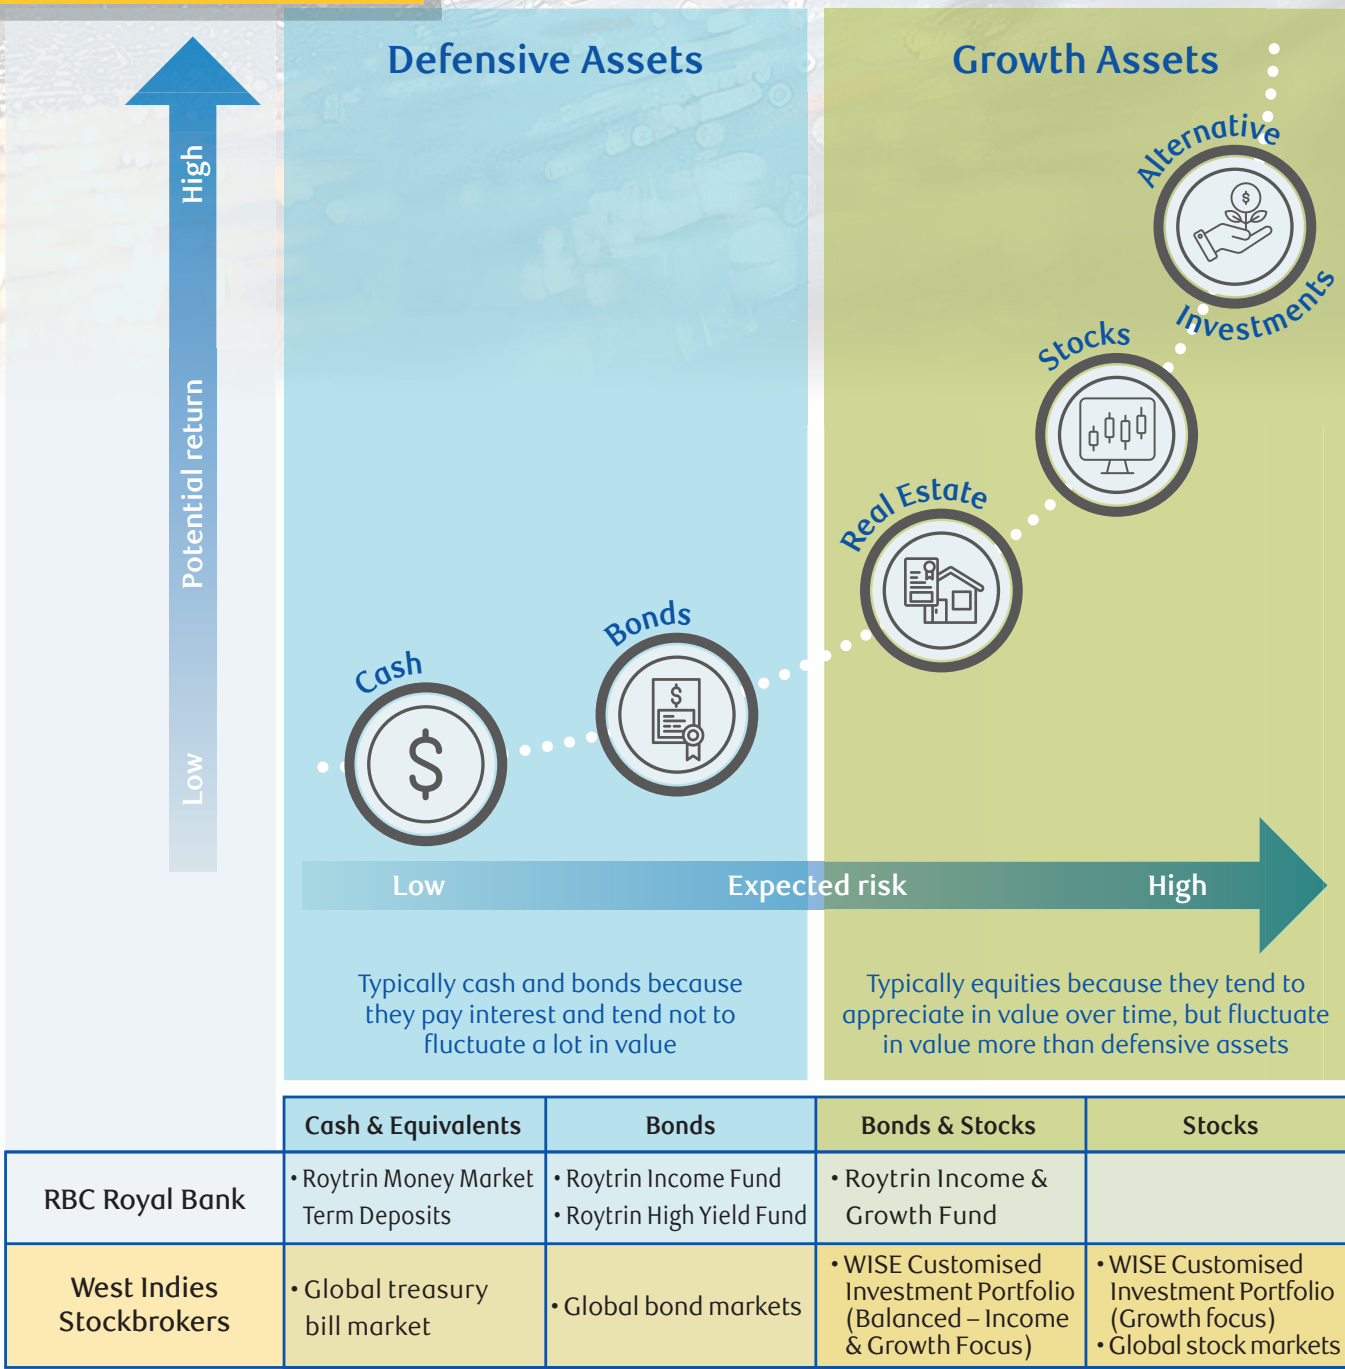 Defensive Assets
Growth Assets
High
Potential return
Low
Alternative
Investments
Stocks
Real Estate
Bonds
Cash
$
$
$
Low
Expected risk
High
Typically cash and bonds because
they pay interest and tend not to
fluctuate a lot in value
Typically equities because they tend to
appreciate in value over time, but fluctuate
in value more than defensive assets
Cash & Equivalents
Bonds
Bonds & Stocks
Stocks
RBC Royal Bank
• Roytrin Money Market
Term Deposits
• Roytrin Income Fund
• Roytrin High Yield Fund
• Roytrin Income &
Growth Fund
West Indies
Stockbrokers
• Global treasury
bill market
• Global bond markets
• WISE Customised
Investment Portfolio
(Balanced – Income
& Growth Focus)
• WISE Customised
Investment Portfolio
(Growth focus)
• Global stock markets